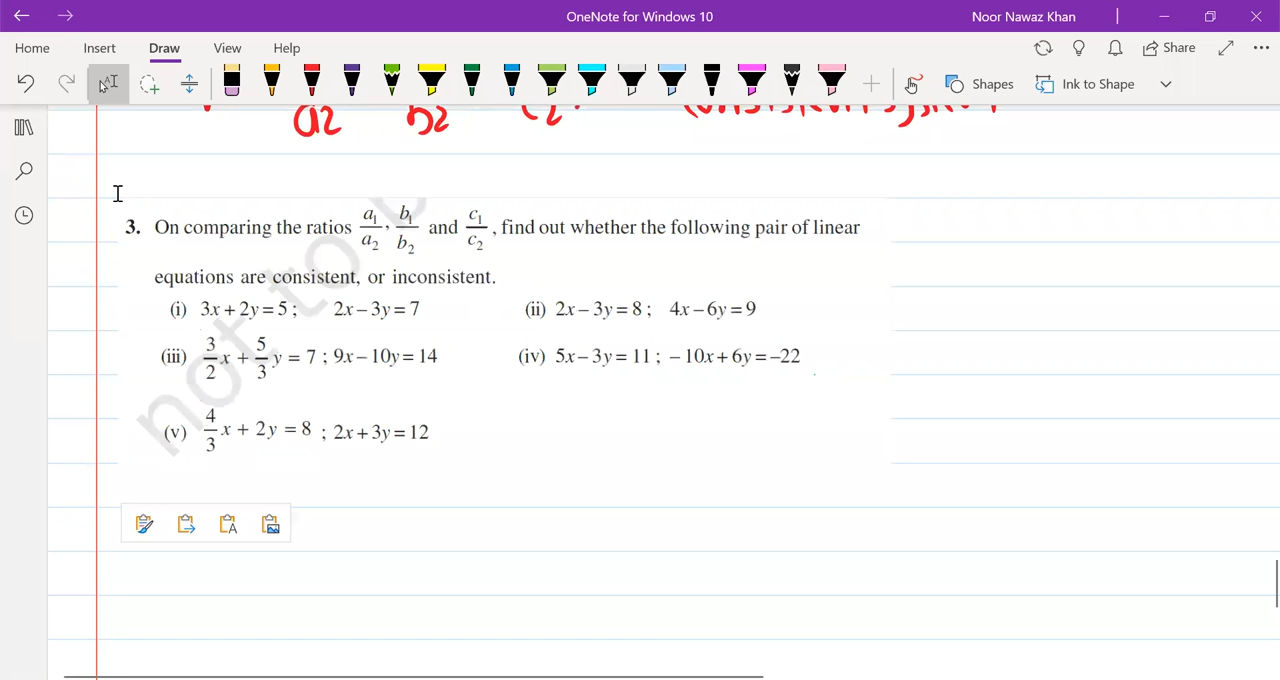 OneNote for Windows 10
Noor Nawaz Khan
Home Insert Draw View Help Share
Shapes Ink to Shape
a2 b2 c2
3. On comparing the ratios a₁/a₂, b₁/b₂ and c₁/c₂, find out whether the following pair of linear
equations are consistent, or inconsistent.
(i) 3x + 2y = 5 ; 2x – 3y = 7 (ii) 2x – 3y = 8 ; 4x – 6y = 9
(iii) 3/2 x + 5/3 y = 7 ; 9x – 10y = 14 (iv) 5x – 3y = 11 ; – 10x + 6y = –22
(v) 4/3 x + 2y = 8 ; 2x + 3y = 12
not to b